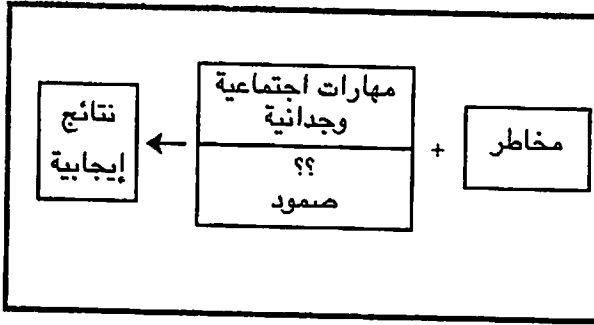 مخاطر
+
مهارات اجتماعية
وجدانية
؟؟
صمود
نتائج
إيجابية